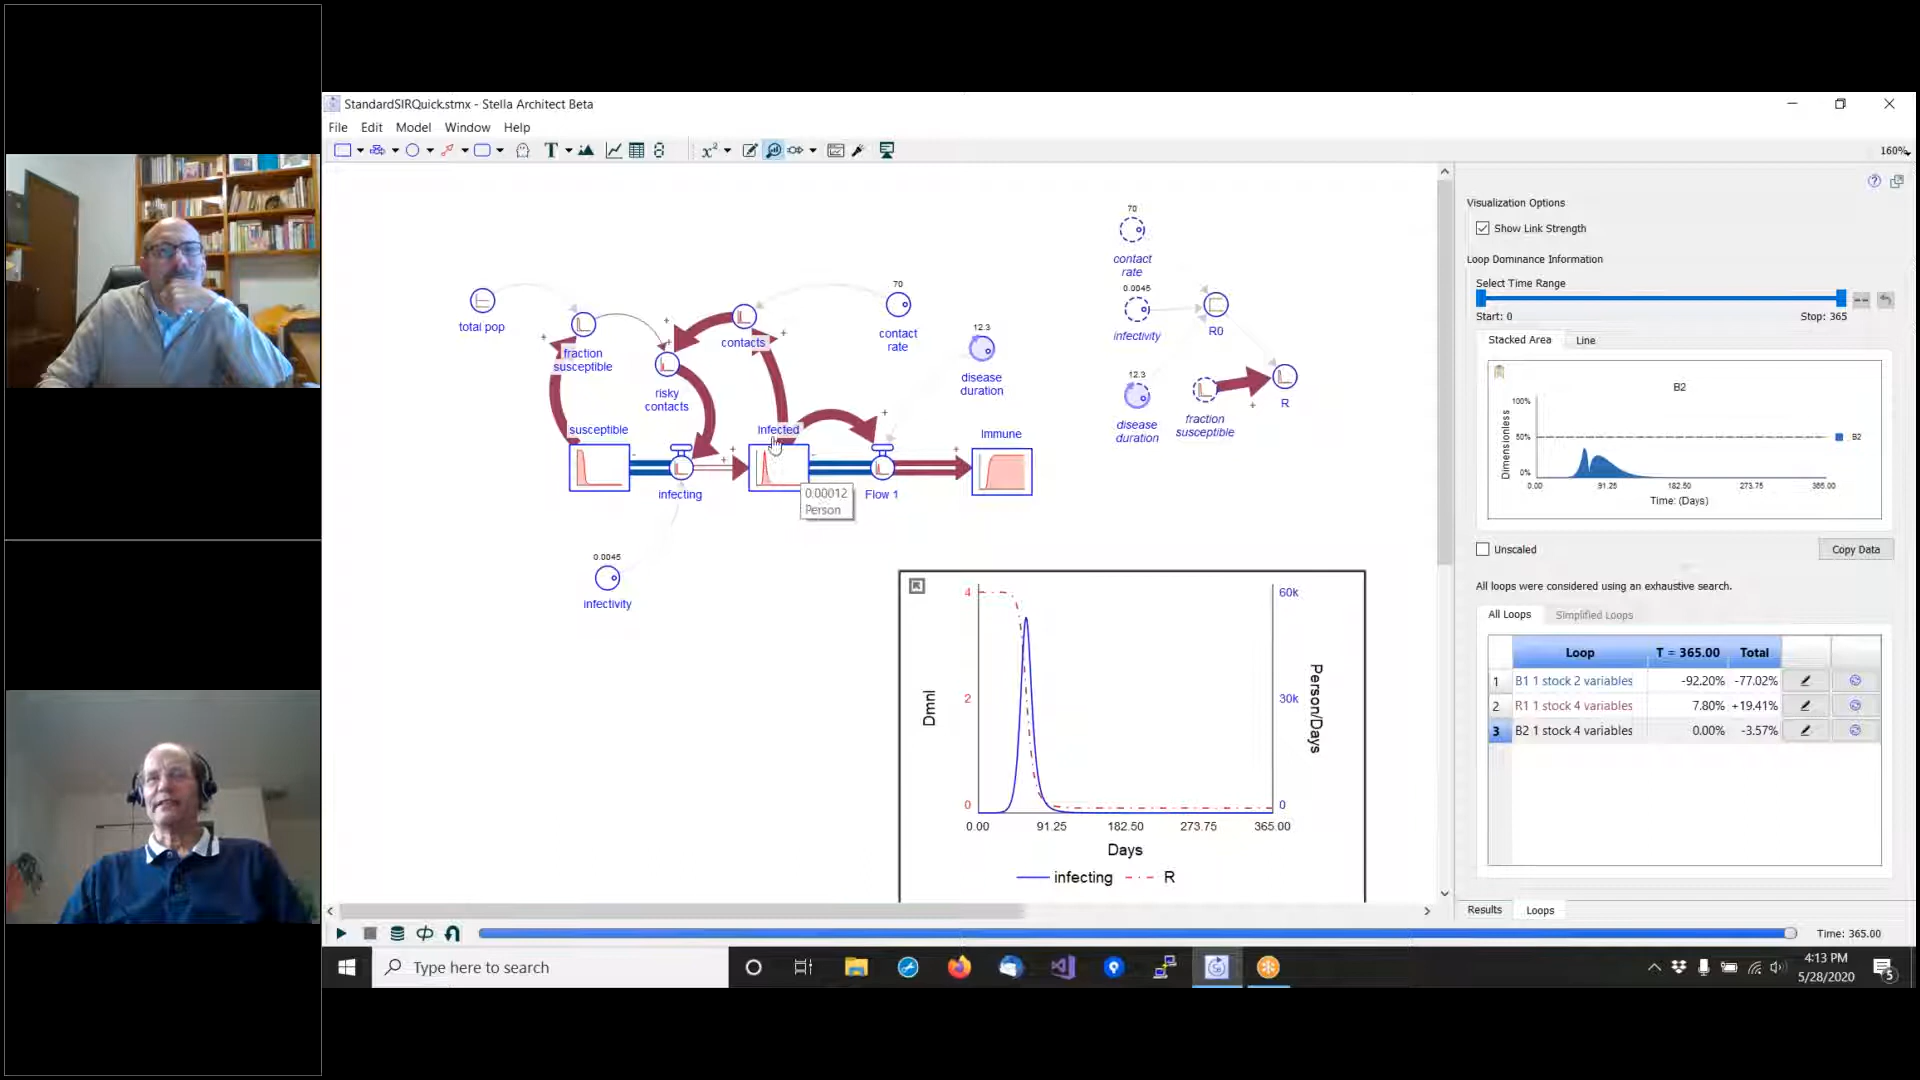 StandardSIRQuick.stmx - Stella Architect Beta
File Edit Model Window Help
160%
70
contact
rate
0.0045
infectivity
R0
12.3
disease
duration
fraction
susceptible
+
R
total pop
+
fraction
susceptible
+
+
risky
contacts
contacts
+
70
contact
rate
12.3
disease
duration
susceptible
-
infecting
+
+
Infected
-
0.00012
Person
+
Flow 1
+
Immune
0.0045
infectivity
4
2
0
Dmnl
60k
30k
0
Person/Days
0.00 91.25 182.50 273.75 365.00
Days
infecting R
Visualization Options
Show Link Strength
Loop Dominance Information
Select Time Range
Start: 0 Stop: 365
Stacked Area Line
B2
100%
50%
0%
Dimensionless
B2
0.00 91.25 182.50 273.75 365.00
Time: (Days)
Unscaled Copy Data
All loops were considered using an exhaustive search.
All Loops Simplified Loops
Loop T = 365.00 Total
1 B1 1 stock 2 variables -92.20% -77.02%
2 R1 1 stock 4 variables 7.80% +19.41%
3 B2 1 stock 4 variables 0.00% -3.57%
Results Loops
Time: 365.00
Type here to search
4:13 PM
5/28/2020
5